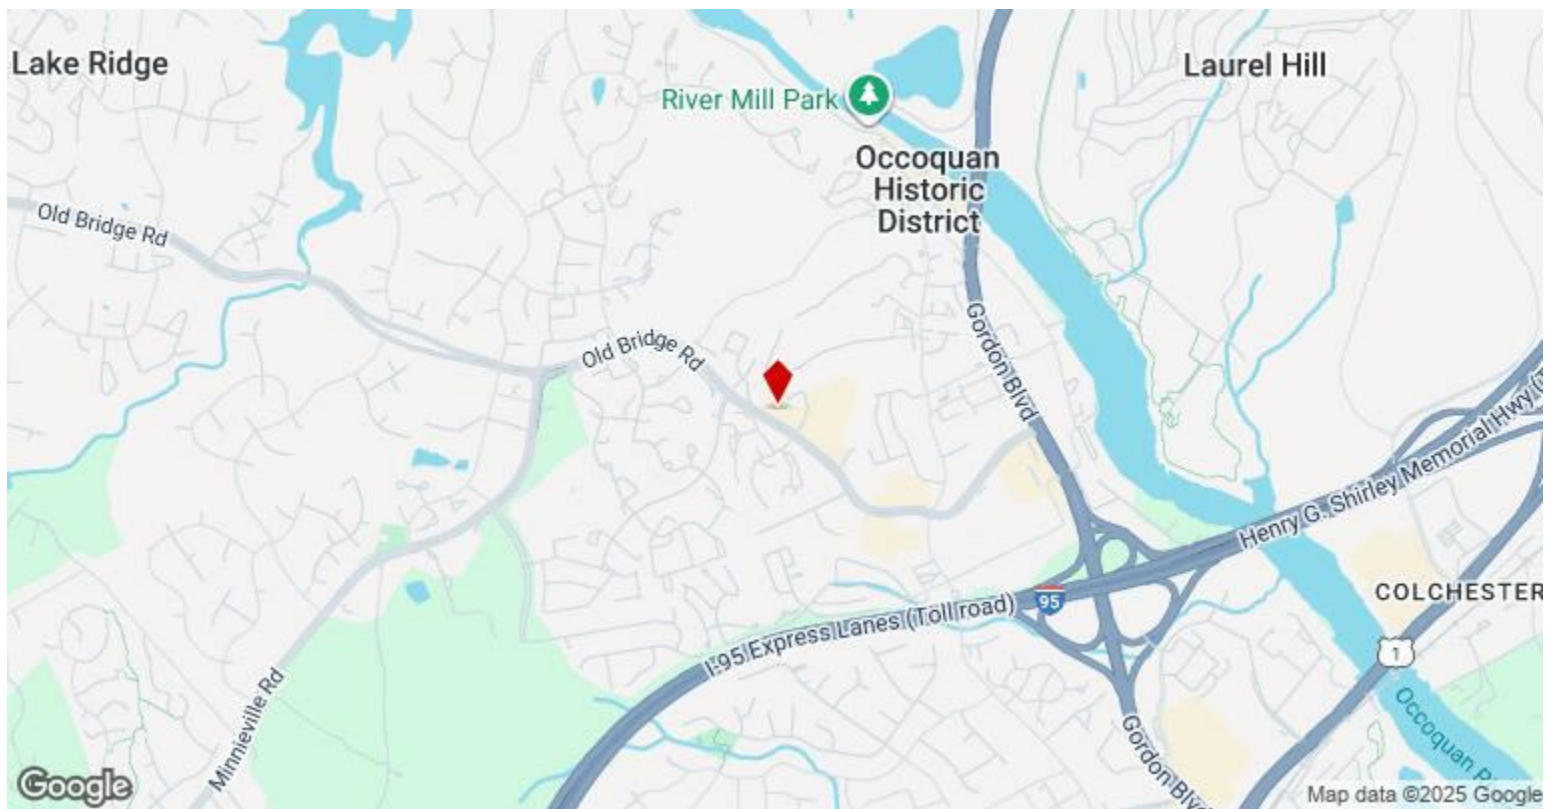 Lake Ridge
Laurel Hill
River Mill Park
Occoquan
Historic
District
Old Bridge Rd
Old Bridge Rd
Gordon Blvd
Henry G. Shirley Memorial Hwy
COLCHESTER
95
I-95 Express Lanes (Toll road)
1
Minnieville Rd
Gordon Blvd
Occoquan
Google
Map data ©2025 Google